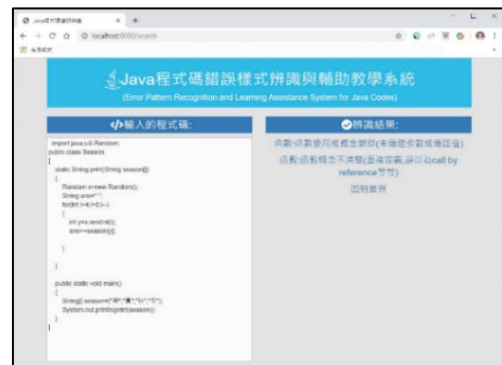 localhost:8080/search
Java程式碼錯誤樣式辨識與輔助教學系統
(Error Pattern Recognition and Learning Assistance System for Java Codes)
</>輸入的程式碼:
辨識結果:
import java.util.Random;
public class Season
{
static String print(String season[])
{
Random r=new Random();
String ans="";
for(int i=4;i>0;i--)
{
int y=r.nextInt();
ans+=season[y];
}
}
public static void main()
{
System.out.println(print(season));
}
}
函數:函數使用或概念錯誤(未傳遞參數或傳回值)
函數:函數概念不清楚(重複定義,誤以為call by
reference等等)
回到首頁